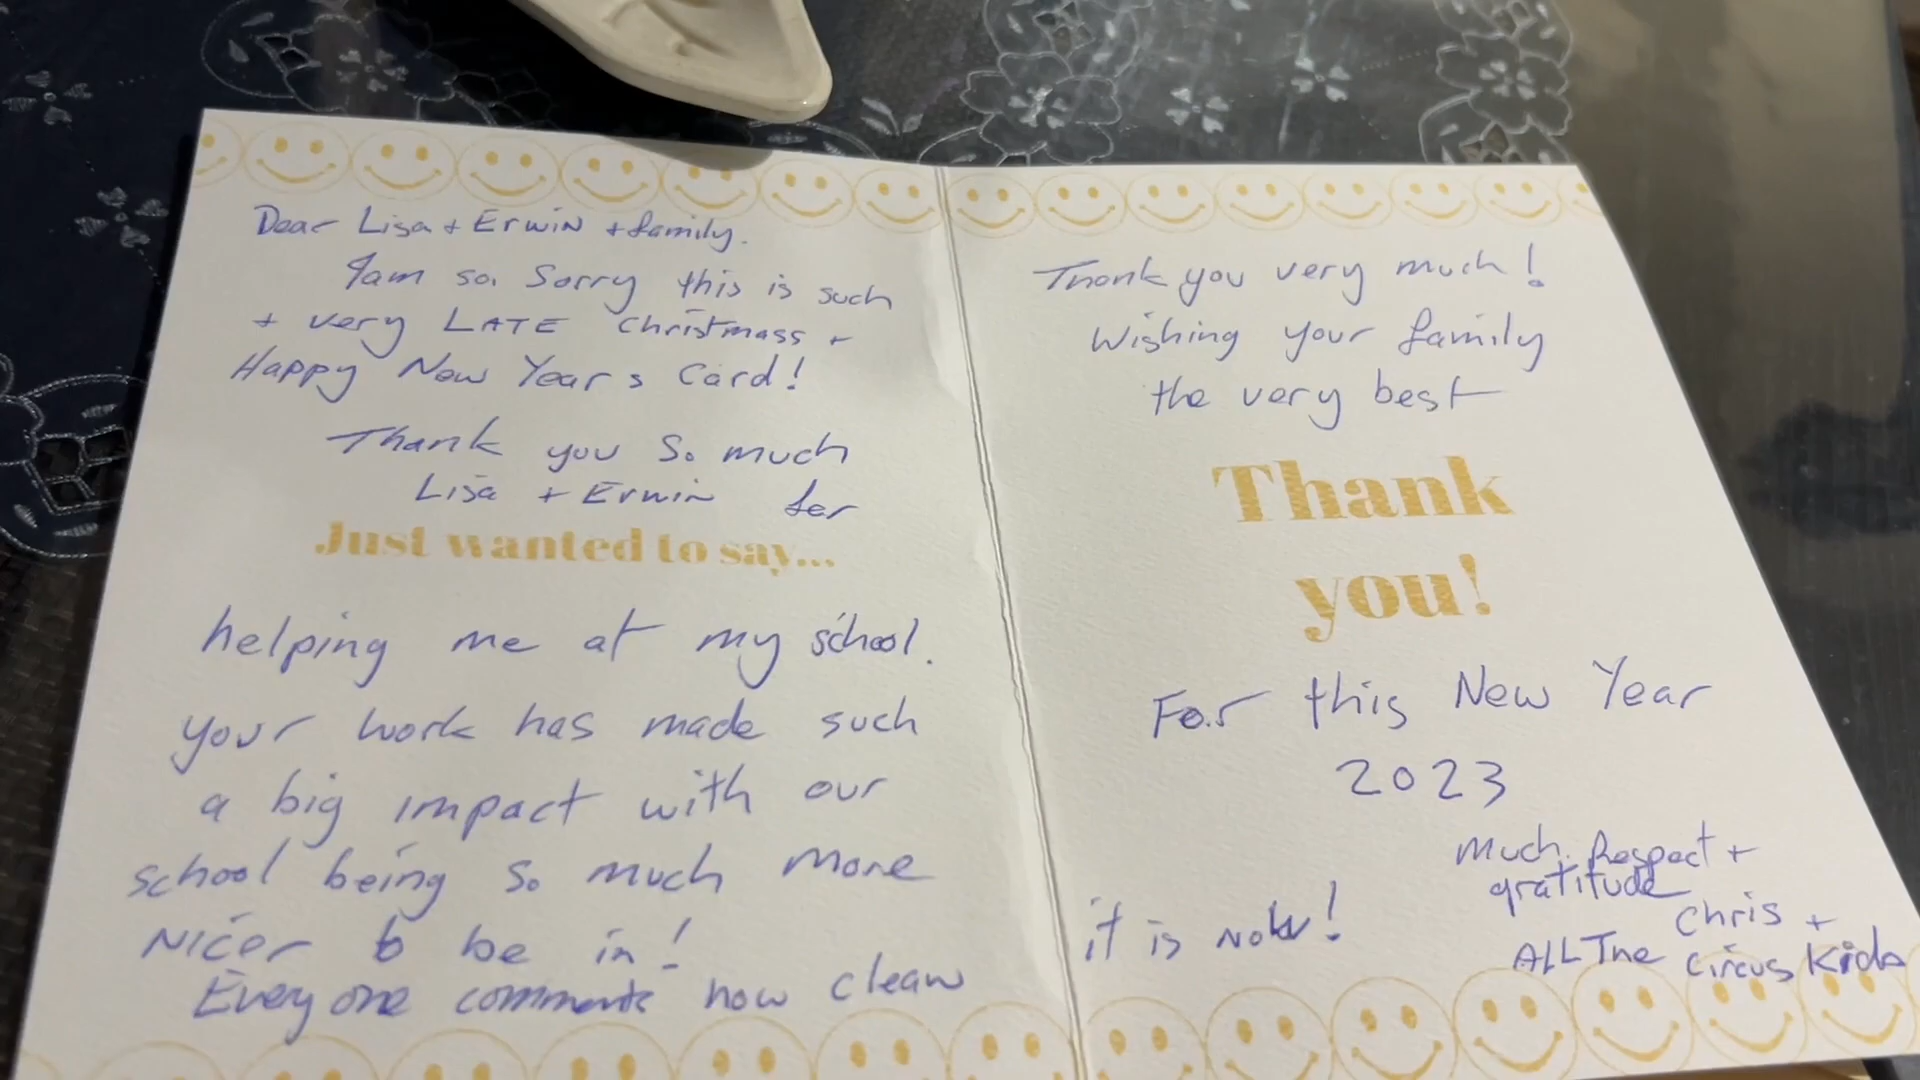 Dear Lisa + Erwin + family.
I am so. Sorry this is such
+ very LATE Christmass +
Happy New Year s Card!
Thank you So much
Lisa + Erwin for
Just wanted to say...
helping me at my school.
your work has made such
a big impact with our
school being so much more
Nicer to be in!
Everyone comments how clean
Thank you very much!
Wishing your family
the very best
Thank
you!
For this New Year
2023
Much. Respect +
gratitude
it is now!
Chris +
ALL The Circus Kids